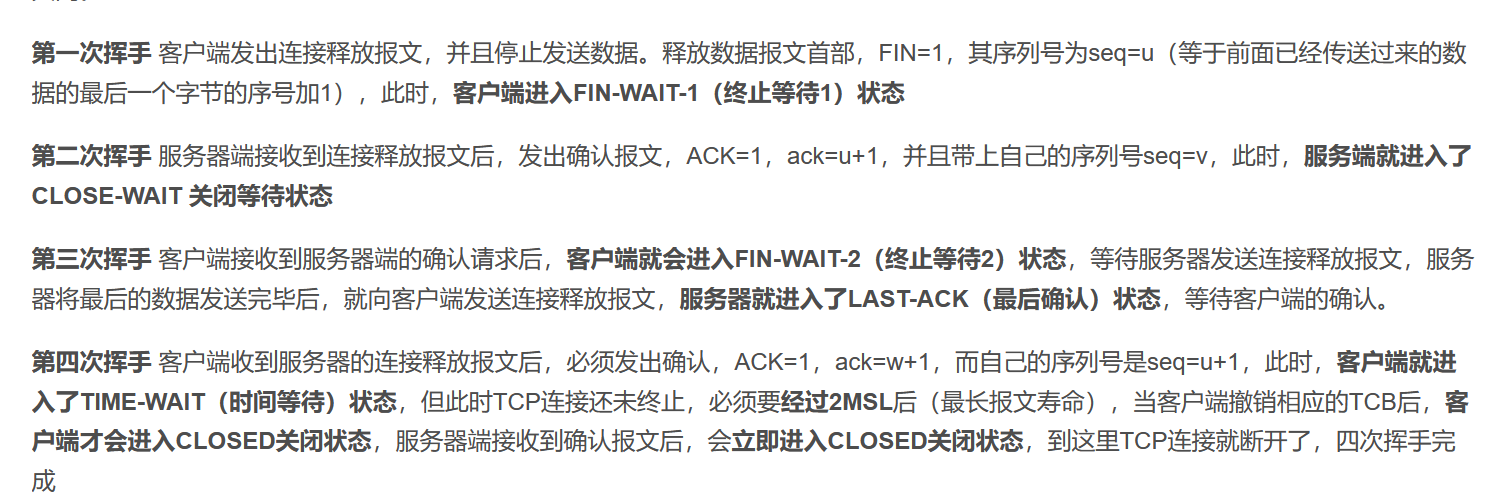 第一次挥手 客户端发出连接释放报文，并且停止发送数据。释放数据报文首部，FIN=1，其序列号为seq=u（等于前面已经传送过来的数
据的最后一个字节的序号加1），此时，客户端进入FIN-WAIT-1（终止等待1）状态
第二次挥手 服务器端接收到连接释放报文后，发出确认报文，ACK=1，ack=u+1，并且带上自己的序列号seq=v，此时，服务端就进入了
CLOSE-WAIT 关闭等待状态
第三次挥手 客户端接收到服务器端的确认请求后，客户端就会进入FIN-WAIT-2（终止等待2）状态，等待服务器发送连接释放报文，服务
器将最后的数据发送完毕后，就向客户端发送连接释放报文，服务器就进入了LAST-ACK（最后确认）状态，等待客户端的确认。
第四次挥手 客户端收到服务器的连接释放报文后，必须发出确认，ACK=1，ack=w+1，而自己的序列号是seq=u+1，此时，客户端就进
入了TIME-WAIT（时间等待）状态，但此时TCP连接还未终止，必须要经过2MSL后（最长报文寿命），当客户端撤销相应的TCB后，客
户端才会进入CLOSED关闭状态，服务器端接收到确认报文后，会立即进入CLOSED关闭状态，到这里TCP连接就断开了，四次挥手完
成